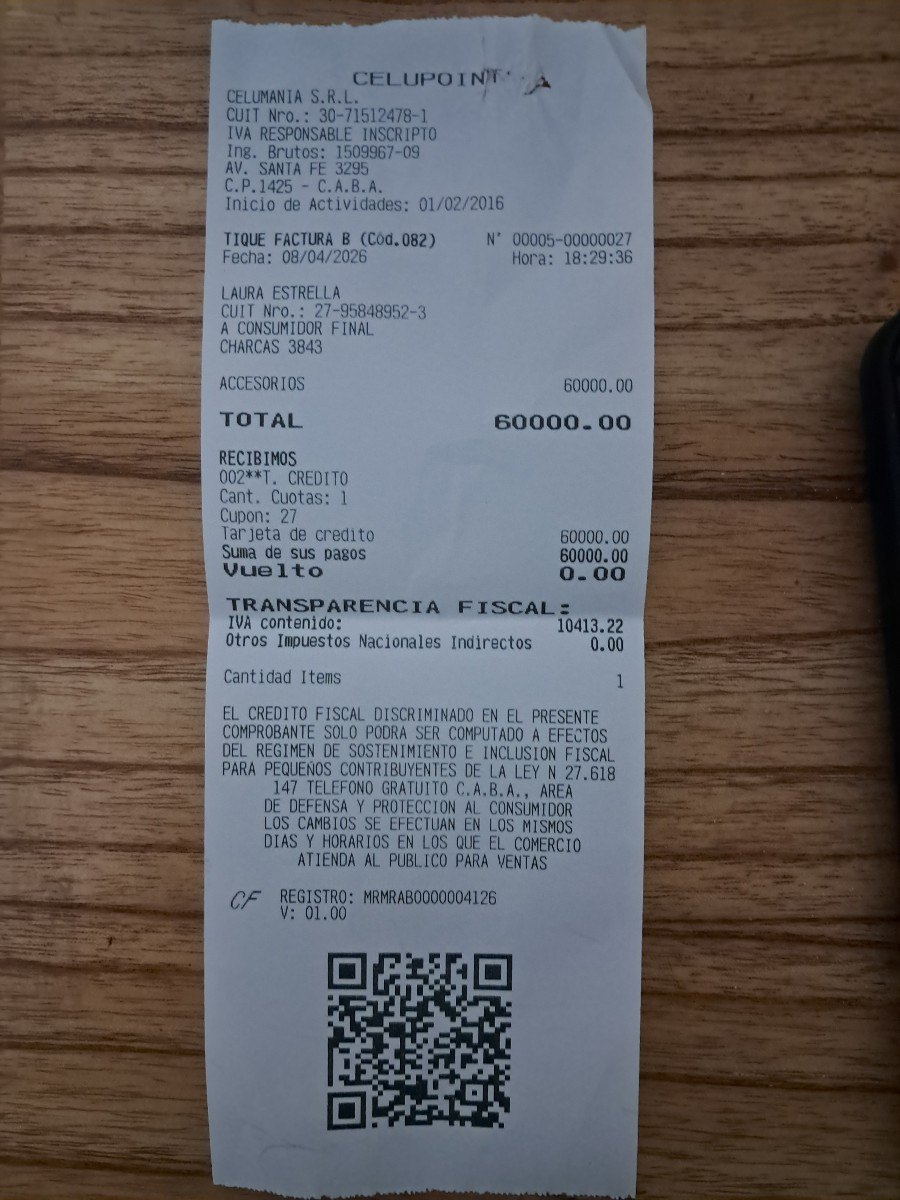 CELUPOINT
CELUMANIA S.R.L.
CUIT Nro.: 30-71512478-1
IVA RESPONSABLE INSCRIPTO
Ing. Brutos: 1509967-09
AV. SANTA FE 3295
C.P.1425 - C.A.B.A.
Inicio de Actividades: 01/02/2016
TIQUE FACTURA B (Cód.082) N° 00005-00000027
Fecha: 08/04/2026 Hora: 18:29:36
LAURA ESTRELLA
CUIT Nro.: 27-95848952-3
A CONSUMIDOR FINAL
CHARCAS 3843
ACCESORIOS 60000.00
TOTAL 60000.00
RECIBIMOS
002**T. CREDITO
Cant. Cuotas: 1
Cupon: 27
Tarjeta de credito 60000.00
Suma de sus pagos 60000.00
Vuelto 0.00
TRANSPARENCIA FISCAL:
IVA contenido: 10413.22
Otros Impuestos Nacionales Indirectos 0.00
Cantidad Items 1
EL CREDITO FISCAL DISCRIMINADO EN EL PRESENTE
COMPROBANTE SOLO PODRA SER COMPUTADO A EFECTOS
DEL REGIMEN DE SOSTENIMIENTO E INCLUSION FISCAL
PARA PEQUEÑOS CONTRIBUYENTES DE LA LEY N 27.618
147 TELEFONO GRATUITO C.A.B.A., AREA
DE DEFENSA Y PROTECCION AL CONSUMIDOR
LOS CAMBIOS SE EFECTUAN EN LOS MISMOS
DIAS Y HORARIOS EN LOS QUE EL COMERCIO
ATIENDA AL PUBLICO PARA VENTAS
CF REGISTRO: MRMRAB0000004126
V: 01.00